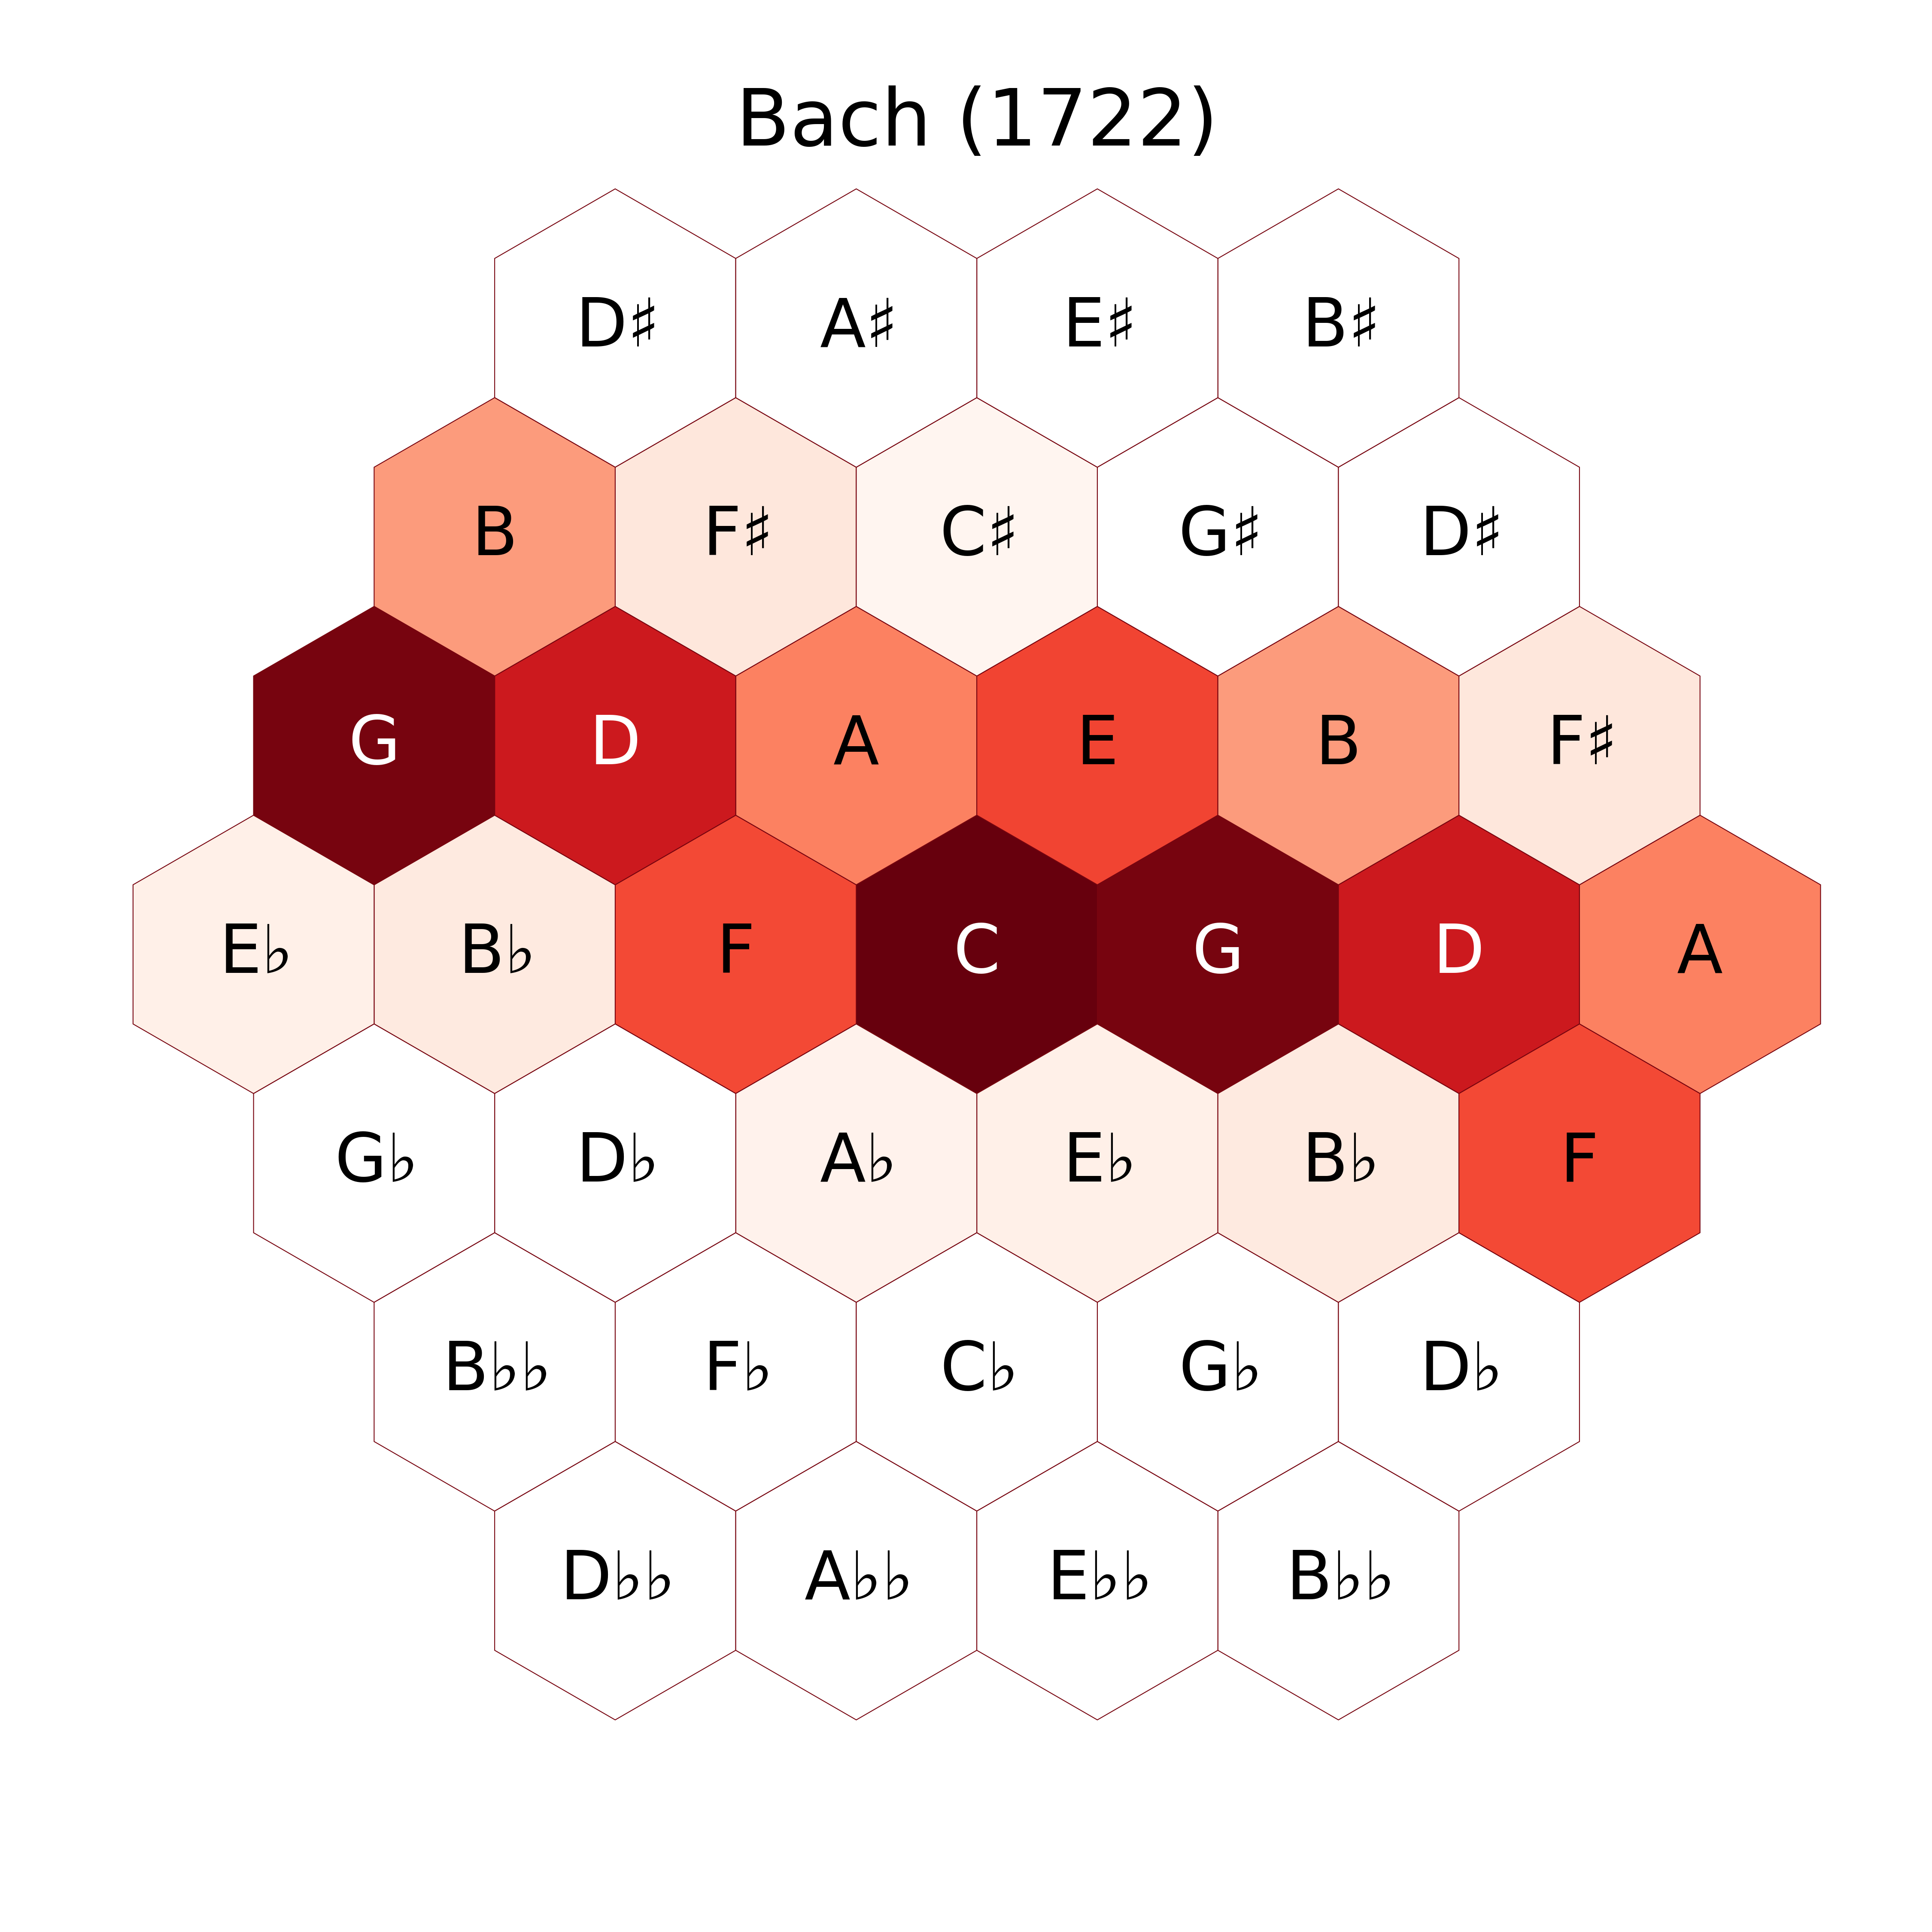 Bach (1722)
D♯ A♯ E♯ B♯
B F♯ C♯ G♯ D♯
G D A E B F♯
E♭ B♭ F C G D A
G♭ D♭ A♭ E♭ B♭ F
B♭♭ F♭ C♭ G♭ D♭
D♭♭ A♭♭ E♭♭ B♭♭